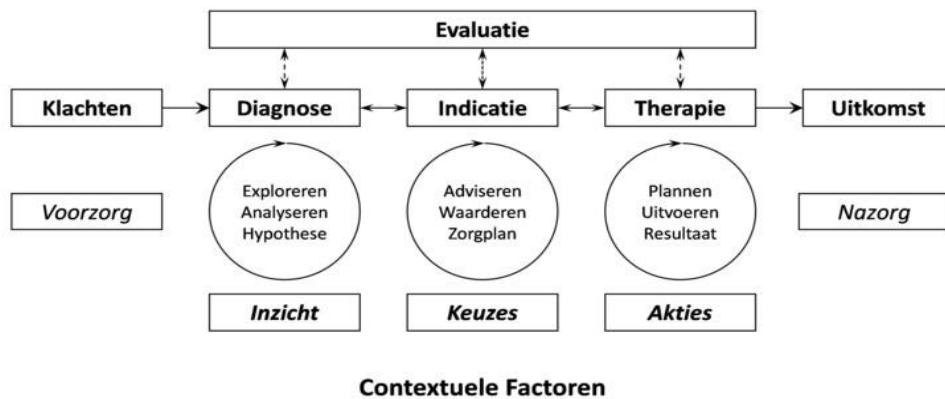 Evaluatie
Klachten
Diagnose
Indicatie
Therapie
Uitkomst
Voorzorg
Exploreren
Analyseren
Hypothese
Adviseren
Waarderen
Zorgplan
Plannen
Uitvoeren
Resultaat
Nazorg
Inzicht
Keuzes
Akties
Contextuele Factoren